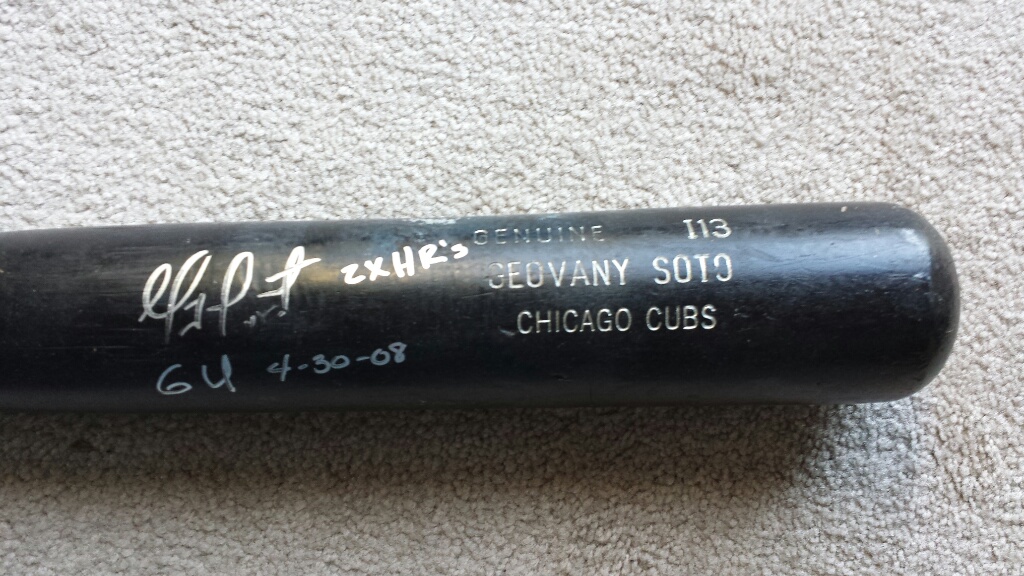 GENUINE I13
GEOVANY SOTO
CHICAGO CUBS
2XHR's
GU 4-30-08